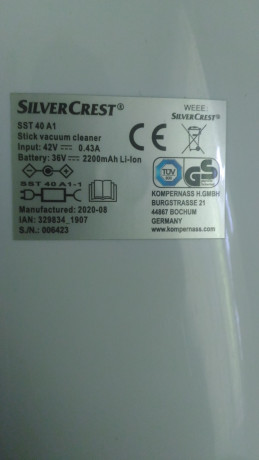 SILVERCREST®
SST 40 A1
Stick vacuum cleaner
Input: 42V 0.43A
Battery: 36V 2200mAh Li-Ion
SST 40 A1-1
Manufactured: 2020-08
IAN: 329834_1907
S./N.: 006423
WEEE:
SILVERCREST®
CE
TÜV
GS
KOMPERNASS H.GMBH
BURGSTRASSE 21
44867 BOCHUM
GERMANY
www.kompernass.com